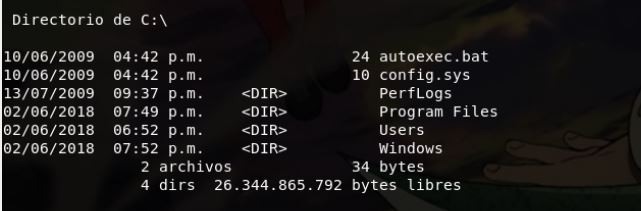 Directorio de C:\
10/06/2009  04:42 p.m.                24 autoexec.bat
10/06/2009  04:42 p.m.                10 config.sys
13/07/2009  09:37 p.m.    <DIR>          PerfLogs
02/06/2018  07:49 p.m.    <DIR>          Program Files
02/06/2018  06:52 p.m.    <DIR>          Users
02/06/2018  07:52 p.m.    <DIR>          Windows
2 archivos             34 bytes
4 dirs  26.344.865.792 bytes libres